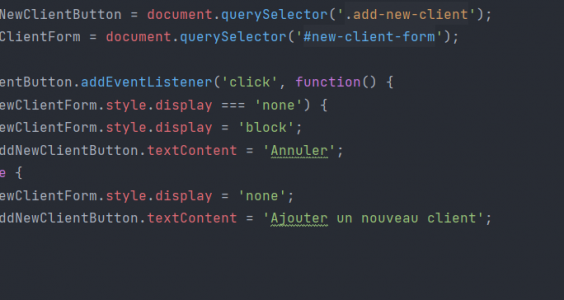 NewClientButton = document.querySelector('.add-new-client');
ClientForm = document.querySelector('#new-client-form');
entButton.addEventListener('click', function() {
ewClientForm.style.display === 'none') {
ewClientForm.style.display = 'block';
ddNewClientButton.textContent = 'Annuler';
e {
ewClientForm.style.display = 'none';
ddNewClientButton.textContent = 'Ajouter un nouveau client';